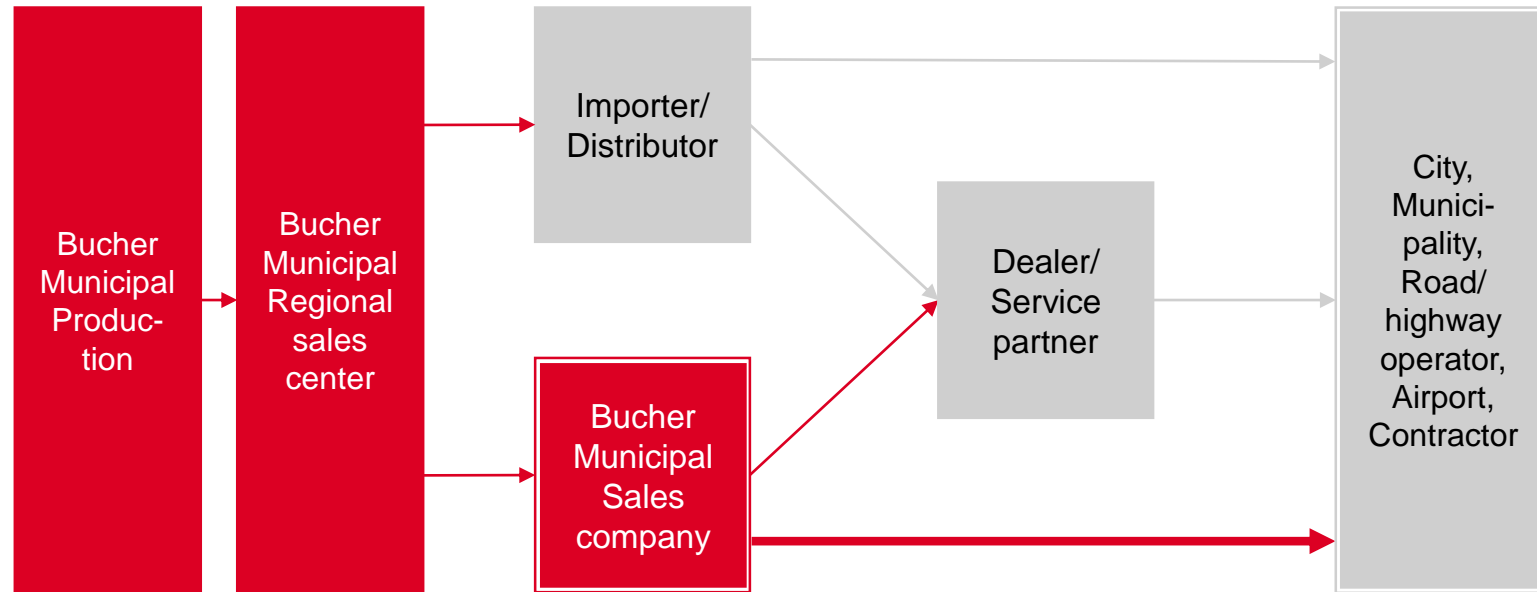 Bucher
Municipal
Produc-
tion
Bucher
Municipal
Regional
sales
center
Importer/
Distributor
Bucher
Municipal
Sales
company
Dealer/
Service
partner
City,
Munici-
pality,
Road/
highway
operator,
Airport,
Contractor